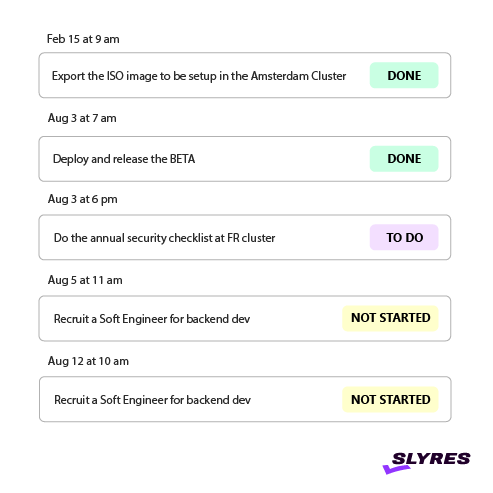 Feb 15 at 9 am
Export the ISO image to be setup in the Amsterdam Cluster DONE
Aug 3 at 7 am
Deploy and release the BETA DONE
Aug 3 at 6 pm
Do the annual security checklist at FR cluster TO DO
Aug 5 at 11 am
Recruit a Soft Engineer for backend dev NOT STARTED
Aug 12 at 10 am
Recruit a Soft Engineer for backend dev NOT STARTED
SLYRES